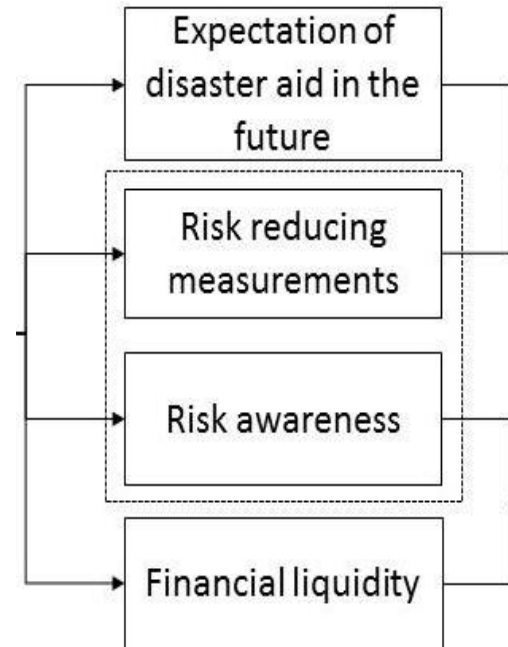 Expectation of
disaster aid in the
future
Risk reducing
measurements
Risk awareness
Financial liquidity